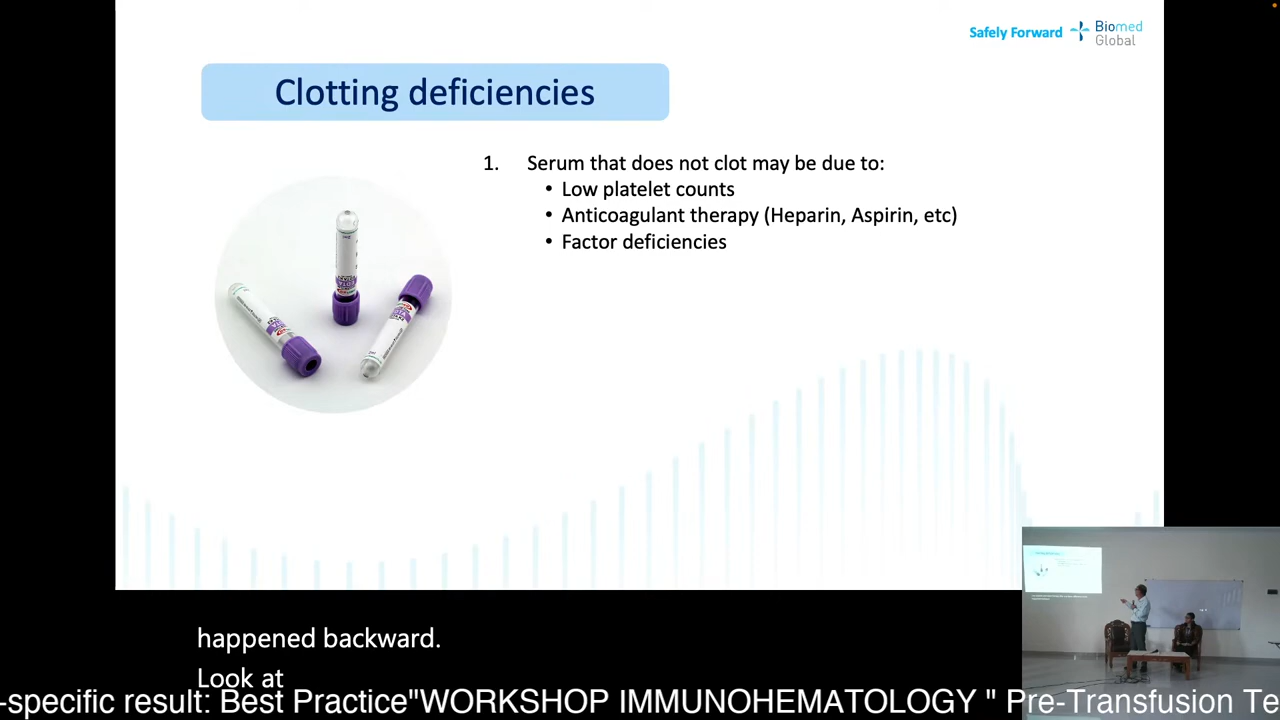 Safely Forward
Biomed
Global
Clotting deficiencies
1. Serum that does not clot may be due to:
• Low platelet counts
• Anticoagulant therapy (Heparin, Aspirin, etc)
• Factor deficiencies
happened backward.
Look at
-specific result: Best Practice"WORKSHOP IMMUNOHEMATOLOGY " Pre-Transfusion Te